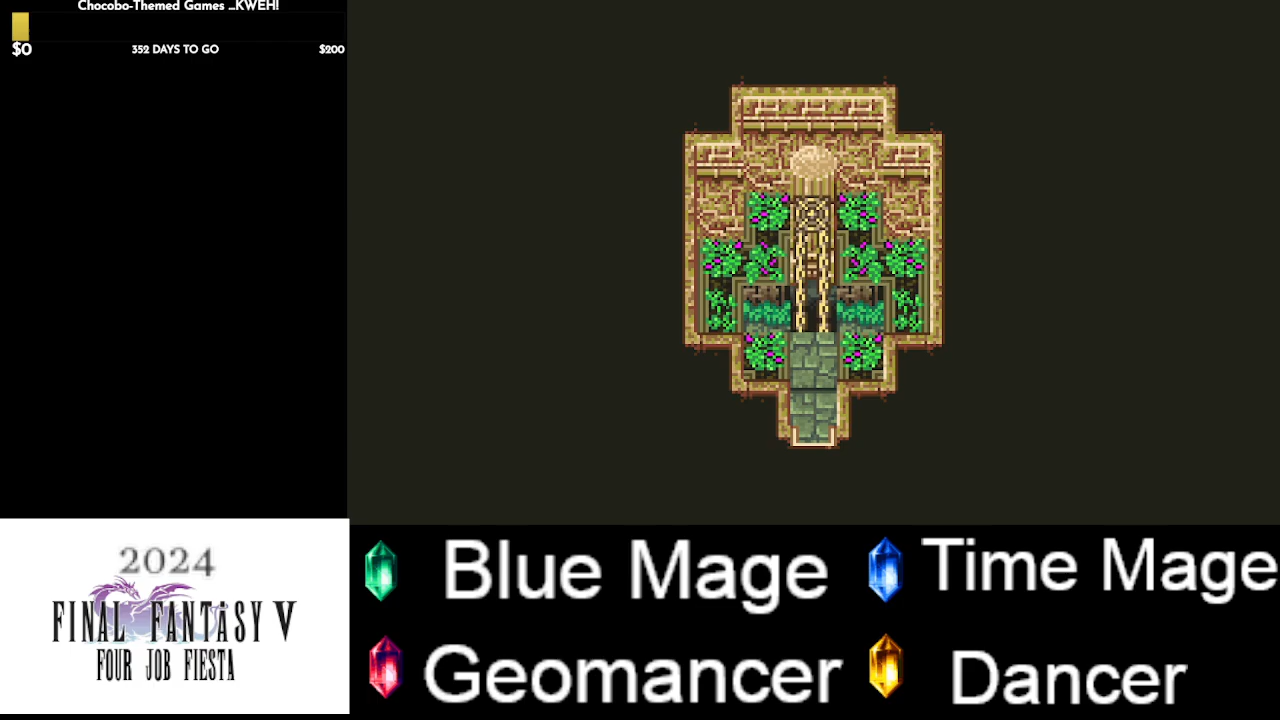 Chocobo-Themed Games ...KWEH!
$0 352 DAYS TO GO $200
2024
FINAL FANTASY V
FOUR JOB FIESTA
Blue Mage
Time Mage
Geomancer
Dancer